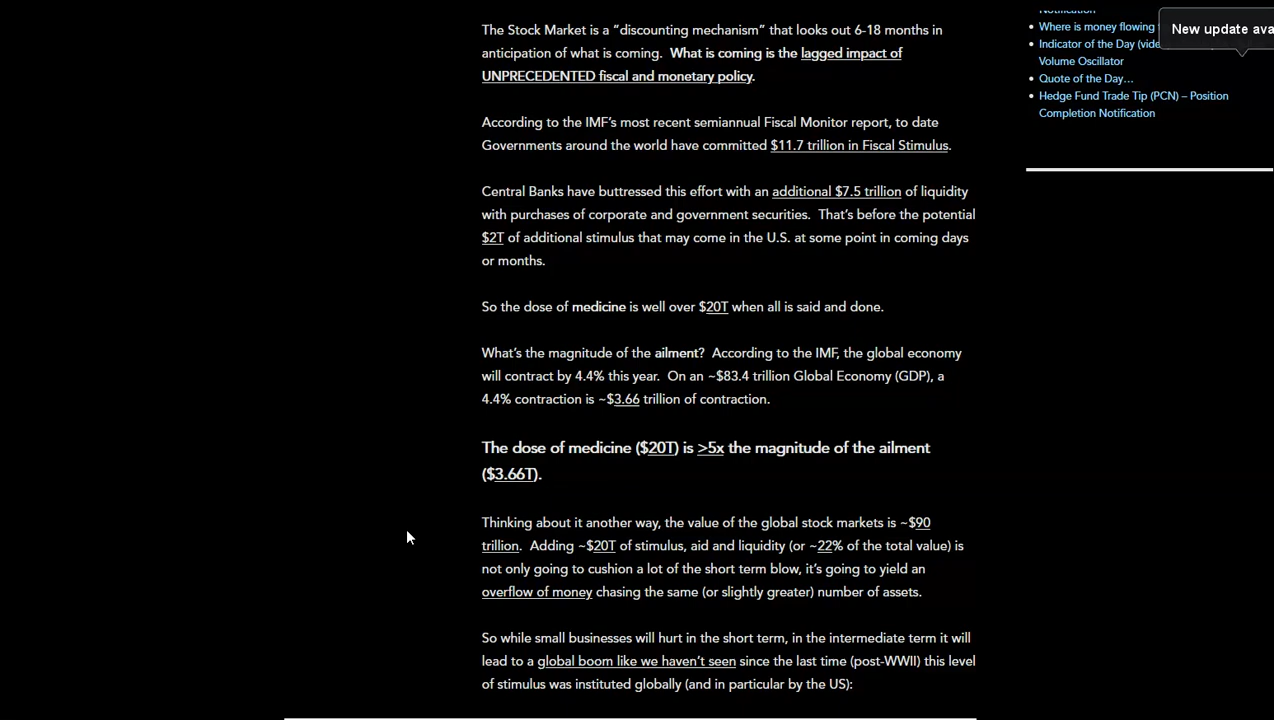 The Stock Market is a “discounting mechanism” that looks out 6-18 months in
anticipation of what is coming.  What is coming is the lagged impact of
UNPRECEDENTED fiscal and monetary policy.
According to the IMF’s most recent semiannual Fiscal Monitor report, to date
Governments around the world have committed $11.7 trillion in Fiscal Stimulus.
Central Banks have buttressed this effort with an additional $7.5 trillion of liquidity
with purchases of corporate and government securities.  That’s before the potential
$2T of additional stimulus that may come in the U.S. at some point in coming days
or months.
So the dose of medicine is well over $20T when all is said and done.
What’s the magnitude of the ailment?  According to the IMF, the global economy
will contract by 4.4% this year.  On an ~$83.4 trillion Global Economy (GDP), a
4.4% contraction is ~$3.66 trillion of contraction.
The dose of medicine ($20T) is >5x the magnitude of the ailment
($3.66T).
Thinking about it another way, the value of the global stock markets is ~$90
trillion.  Adding ~$20T of stimulus, aid and liquidity (or ~22% of the total value) is
not only going to cushion a lot of the short term blow, it’s going to yield an
overflow of money chasing the same (or slightly greater) number of assets.
So while small businesses will hurt in the short term, in the intermediate term it will
lead to a global boom like we haven’t seen since the last time (post-WWII) this level
of stimulus was instituted globally (and in particular by the US):
Notification
Where is money flowing
New update ava
Indicator of the Day (vide
Volume Oscillator
Quote of the Day…
Hedge Fund Trade Tip (PCN) – Position
Completion Notification